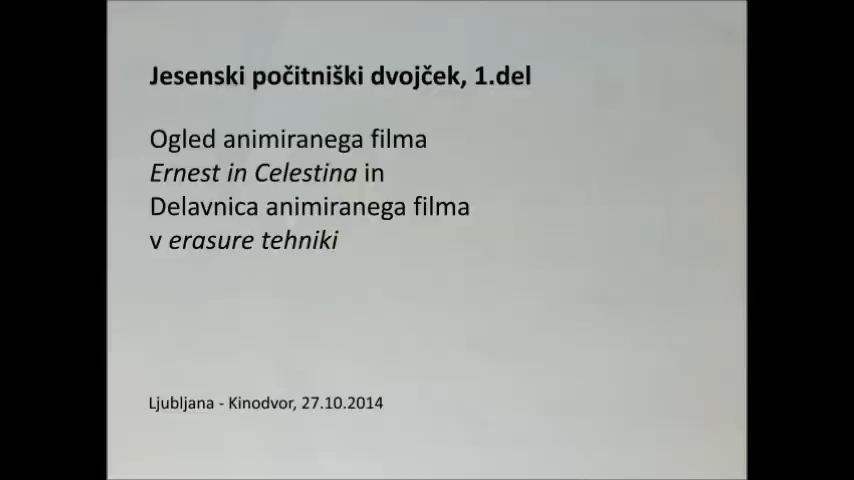 Jesenski počitniški dvojček, 1.del
Ogled animiranega filma
Ernest in Celestina in
Delavnica animiranega filma
v erasure tehniki
Ljubljana - Kinodvor, 27.10.2014